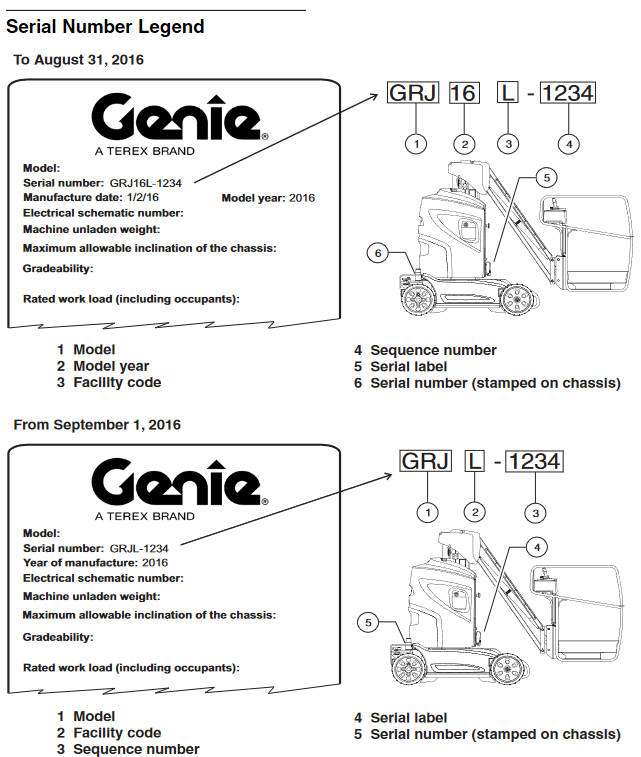 Serial Number Legend
To August 31, 2016
Genie
A TEREX BRAND
Model:
Serial number: GRJ16L-1234
Manufacture date: 1/2/16 Model year: 2016
Electrical schematic number:
Machine unladen weight:
Maximum allowable inclination of the chassis:
Gradeability:
Rated work load (including occupants):
GRJ 16 L - 1234
1 2 3 4
5
6
1 Model
2 Model year
3 Facility code
4 Sequence number
5 Serial label
6 Serial number (stamped on chassis)
From September 1, 2016
Genie
A TEREX BRAND
Model:
Serial number: GRJL-1234
Year of manufacture: 2016
Electrical schematic number:
Machine unladen weight:
Maximum allowable inclination of the chassis:
Gradeability:
Rated work load (including occupants):
GRJ L - 1234
1 2 3
4
5
1 Model
2 Facility code
3 Sequence number
4 Serial label
5 Serial number (stamped on chassis)